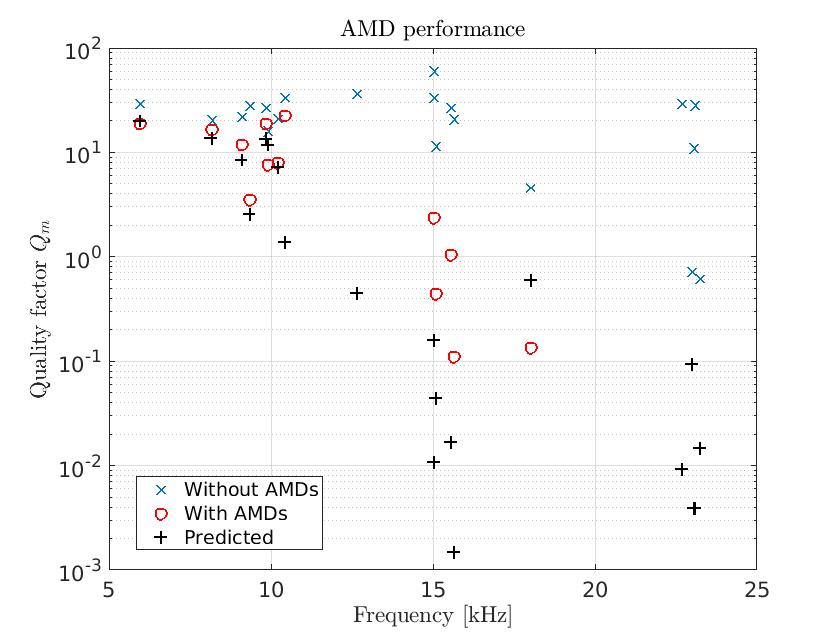 AMD performance
10^2
10^1
10^0
10^-1
10^-2
10^-3
Quality factor Q_m
Without AMDs
With AMDs
Predicted
5 10 15 20 25
Frequency [kHz]